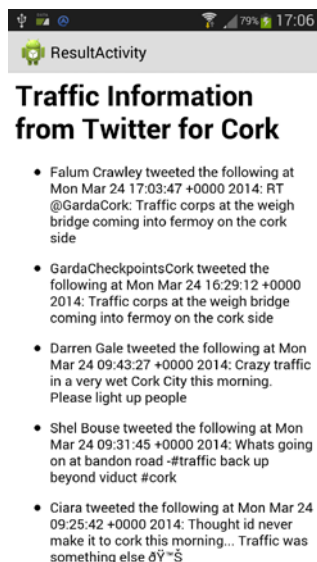 79% 17:06
ResultActivity
Traffic Information
from Twitter for Cork
Falum Crawley tweeted the following at
Mon Mar 24 17:03:47 +0000 2014: RT
@GardaCork: Traffic corps at the weigh
bridge coming into fermoy on the cork
side
GardaCheckpointsCork tweeted the
following at Mon Mar 24 16:29:12 +0000
2014: Traffic corps at the weigh bridge
coming into fermoy on the cork side
Darren Gale tweeted the following at Mon
Mar 24 09:43:27 +0000 2014: Crazy traffic
in a very wet Cork City this morning.
Please light up people
Shel Bouse tweeted the following at Mon
Mar 24 09:31:45 +0000 2014: Whats going
on at bandon road -#traffic back up
beyond viduct #cork
Ciara tweeted the following at Mon Mar 24
09:25:42 +0000 2014: Thought id never
make it to cork this morning... Traffic was
something else ðŸ™Š